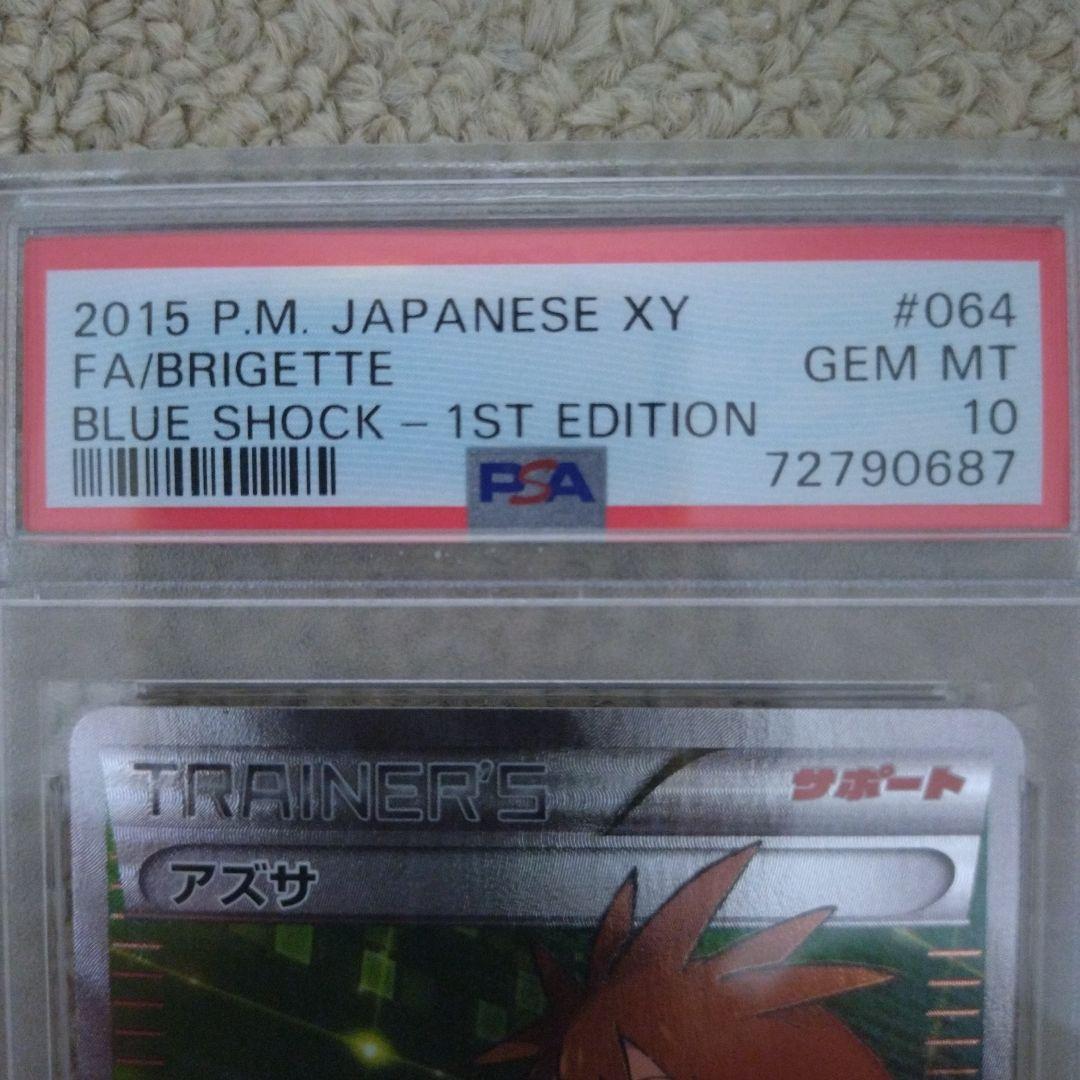 2015 P.M. JAPANESE XY #064
FA/BRIGETTE GEM MT
BLUE SHOCK – 1ST EDITION 10
PSA 72790687
TRAINER'S サポート
アズサ